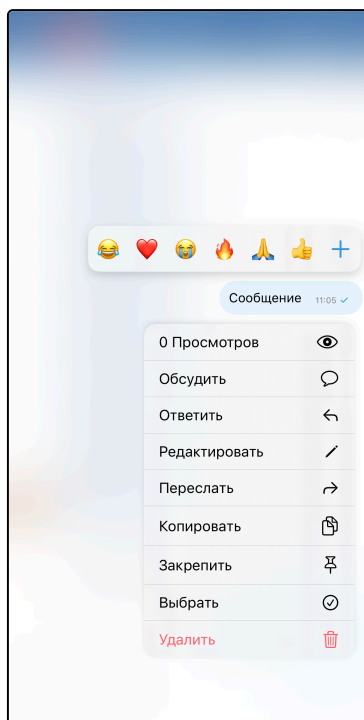 Сообщение 11:05
0 Просмотров
Обсудить
Ответить
Редактировать
Переслать
Копировать
Закрепить
Выбрать
Удалить